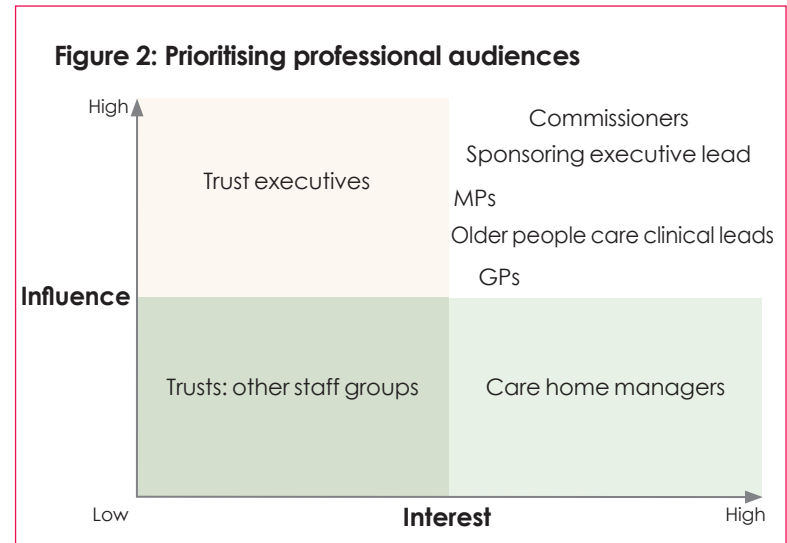 Figure 2: Prioritising professional audiences
High
Commissioners
Sponsoring executive lead
Trust executives
MPs
Older people care clinical leads
GPs
Influence
Trusts: other staff groups
Care home managers
Low
Interest
High